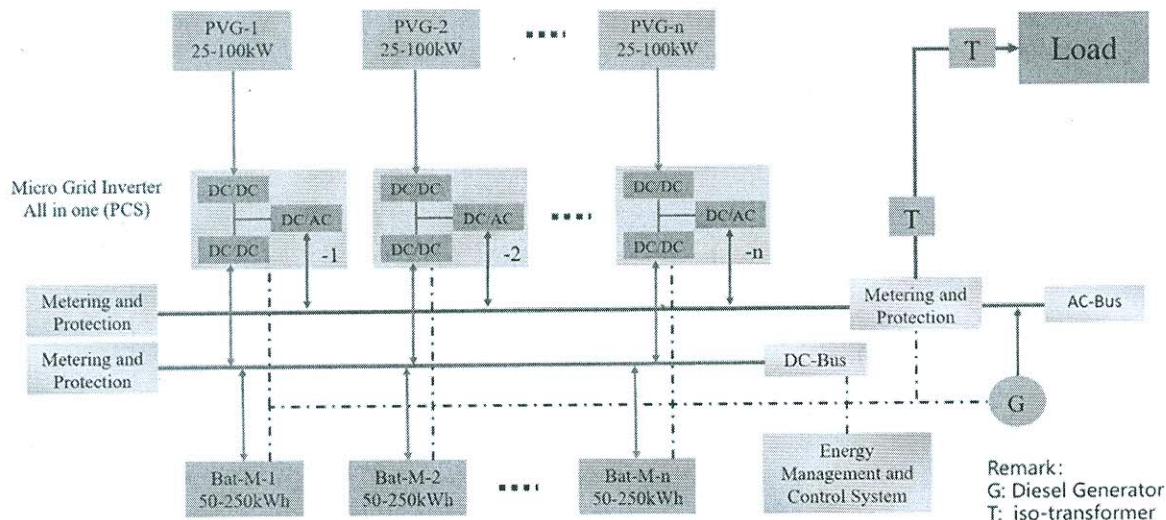 PVG-1
25-100kW
PVG-2
25-100kW
PVG-n
25-100kW
T
Load
Micro Grid Inverter
All in one (PCS)
DC/DC
DC/AC
DC/DC
-1
DC/DC
DC/AC
DC/DC
-2
DC/DC
DC/AC
DC/DC
-n
T
Metering and
Protection
Metering and
Protection
AC-Bus
Metering and
Protection
DC-Bus
G
Bat-M-1
50-250kWh
Bat-M-2
50-250kWh
Bat-M-n
50-250kWh
Energy
Management and
Control System
Remark:
G: Diesel Generator
T: iso-transformer